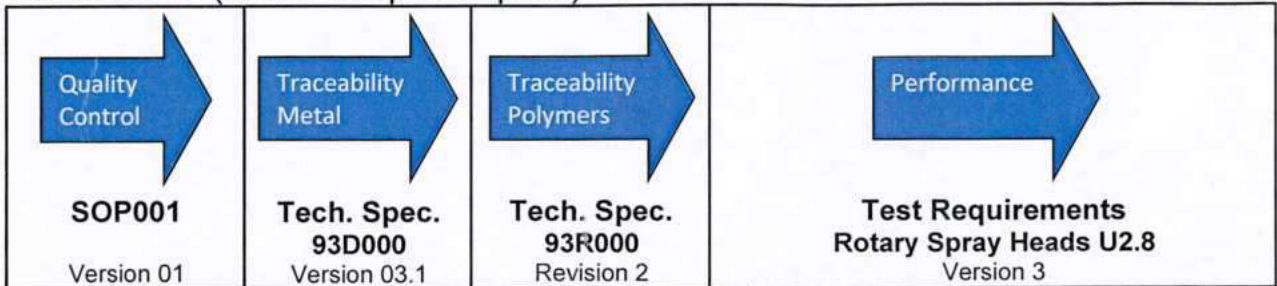 Quality
Control
SOP001
Version 01
Traceability
Metal
Tech. Spec.
93D000
Version 03.1
Traceability
Polymers
Tech. Spec.
93R000
Revision 2
Performance
Test Requirements
Rotary Spray Heads U2.8
Version 3